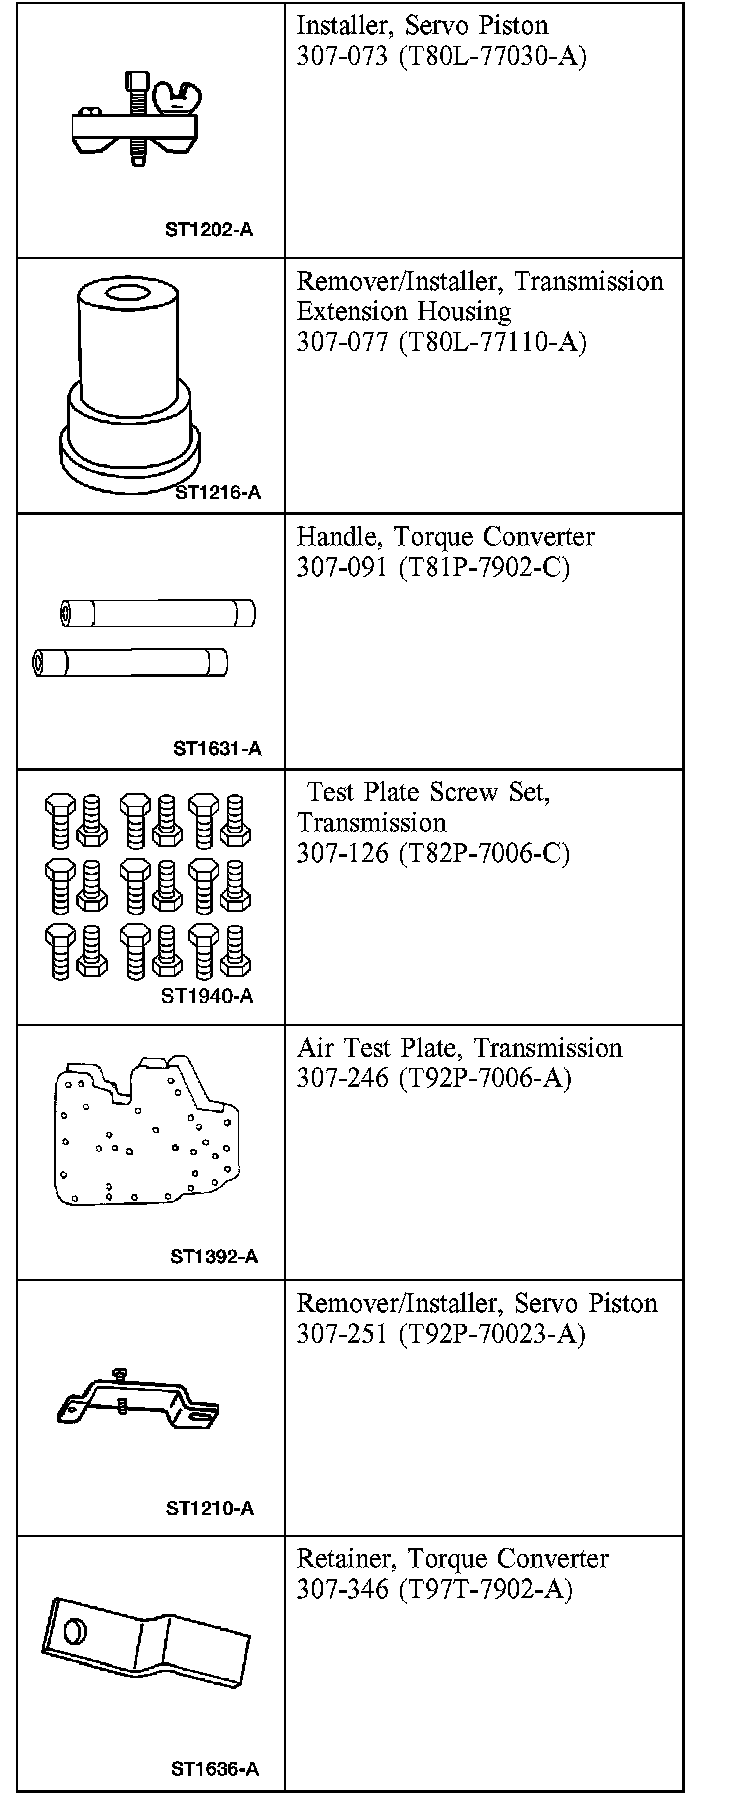 Installer, Servo Piston
307-073 (T80L-77030-A)
ST1202-A
Remover/Installer, Transmission
Extension Housing
307-077 (T80L-77110-A)
ST1216-A
Handle, Torque Converter
307-091 (T81P-7902-C)
ST1631-A
Test Plate Screw Set,
Transmission
307-126 (T82P-7006-C)
ST1940-A
Air Test Plate, Transmission
307-246 (T92P-7006-A)
ST1392-A
Remover/Installer, Servo Piston
307-251 (T92P-70023-A)
ST1210-A
Retainer, Torque Converter
307-346 (T97T-7902-A)
ST1636-A